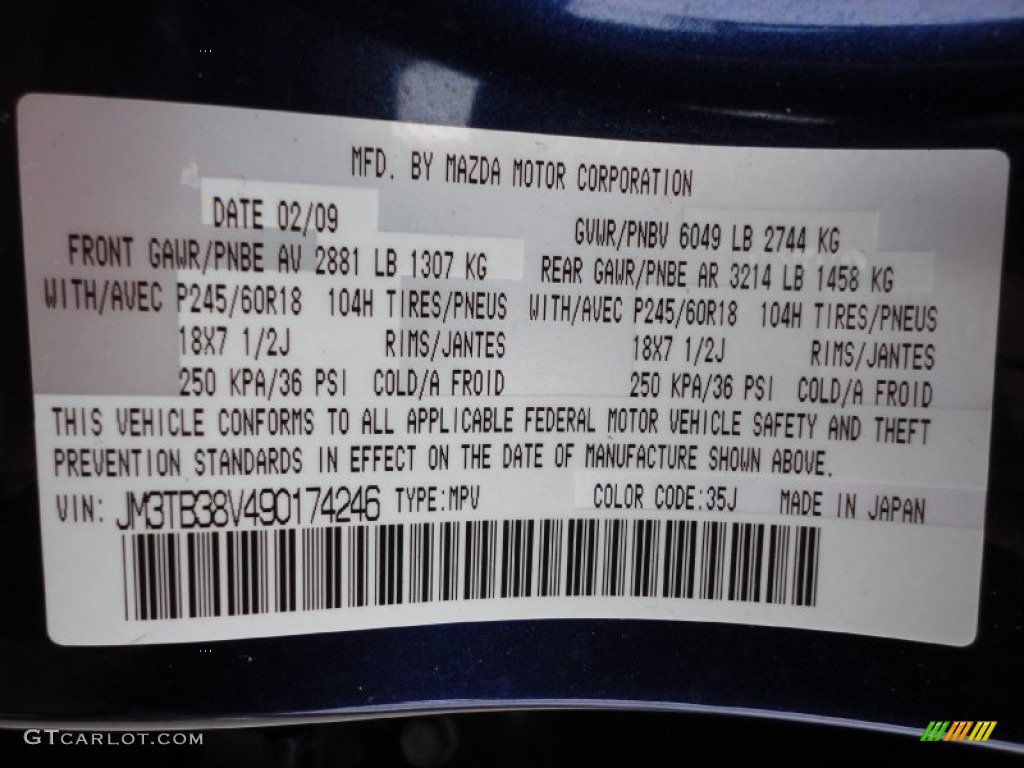 MFD. BY MAZDA MOTOR CORPORATION
DATE 02/09 GVWR/PNBV 6049 LB 2744 KG
FRONT GAWR/PNBE AV 2881 LB 1307 KG REAR GAWR/PNBE AR 3214 LB 1458 KG
WITH/AVEC P245/60R18 104H TIRES/PNEUS WITH/AVEC P245/60R18 104H TIRES/PNEUS
18X7 1/2J RIMS/JANTES 18X7 1/2J RIMS/JANTES
250 KPA/36 PSI COLD/A FROID 250 KPA/36 PSI COLD/A FROID
THIS VEHICLE CONFORMS TO ALL APPLICABLE FEDERAL MOTOR VEHICLE SAFETY AND THEFT
PREVENTION STANDARDS IN EFFECT ON THE DATE OF MANUFACTURE SHOWN ABOVE.
VIN: JM3TB38V490174246 TYPE:MPV COLOR CODE:35J MADE IN JAPAN
GTCARLOT.COM